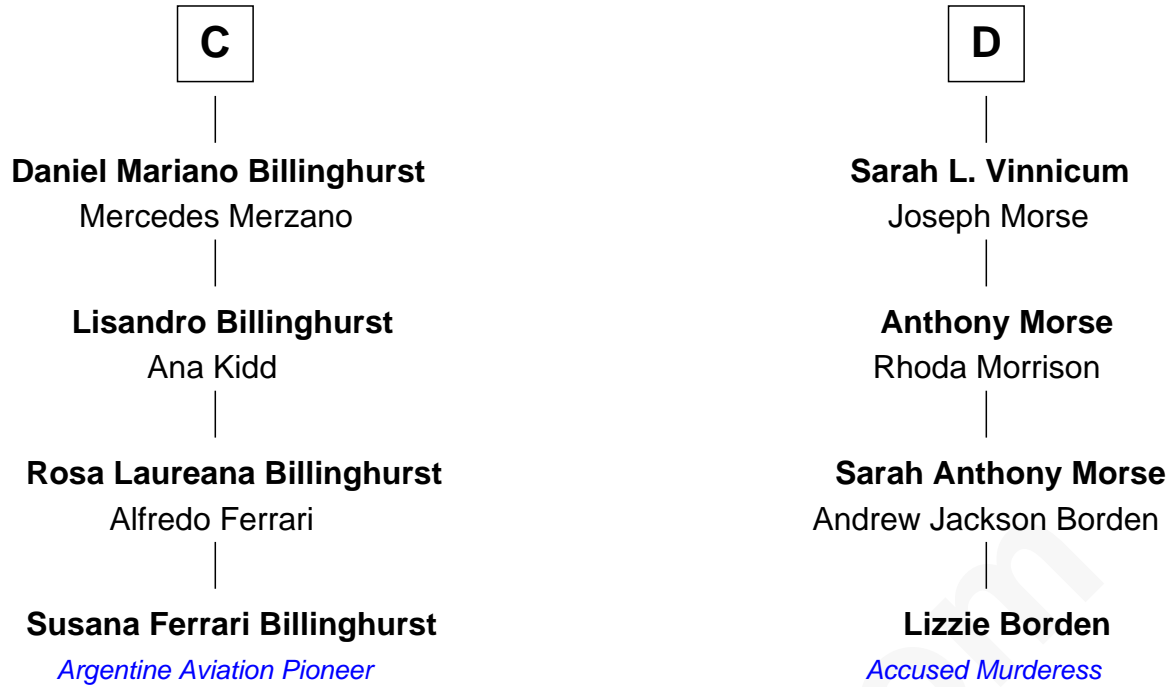 C
Daniel Mariano Billinghurst
Mercedes Merzano
Lisandro Billinghurst
Ana Kidd
Rosa Laureana Billinghurst
Alfredo Ferrari
Susana Ferrari Billinghurst
Argentine Aviation Pioneer
D
Sarah L. Vinnicum
Joseph Morse
Anthony Morse
Rhoda Morrison
Sarah Anthony Morse
Andrew Jackson Borden
Lizzie Borden
Accused Murderess